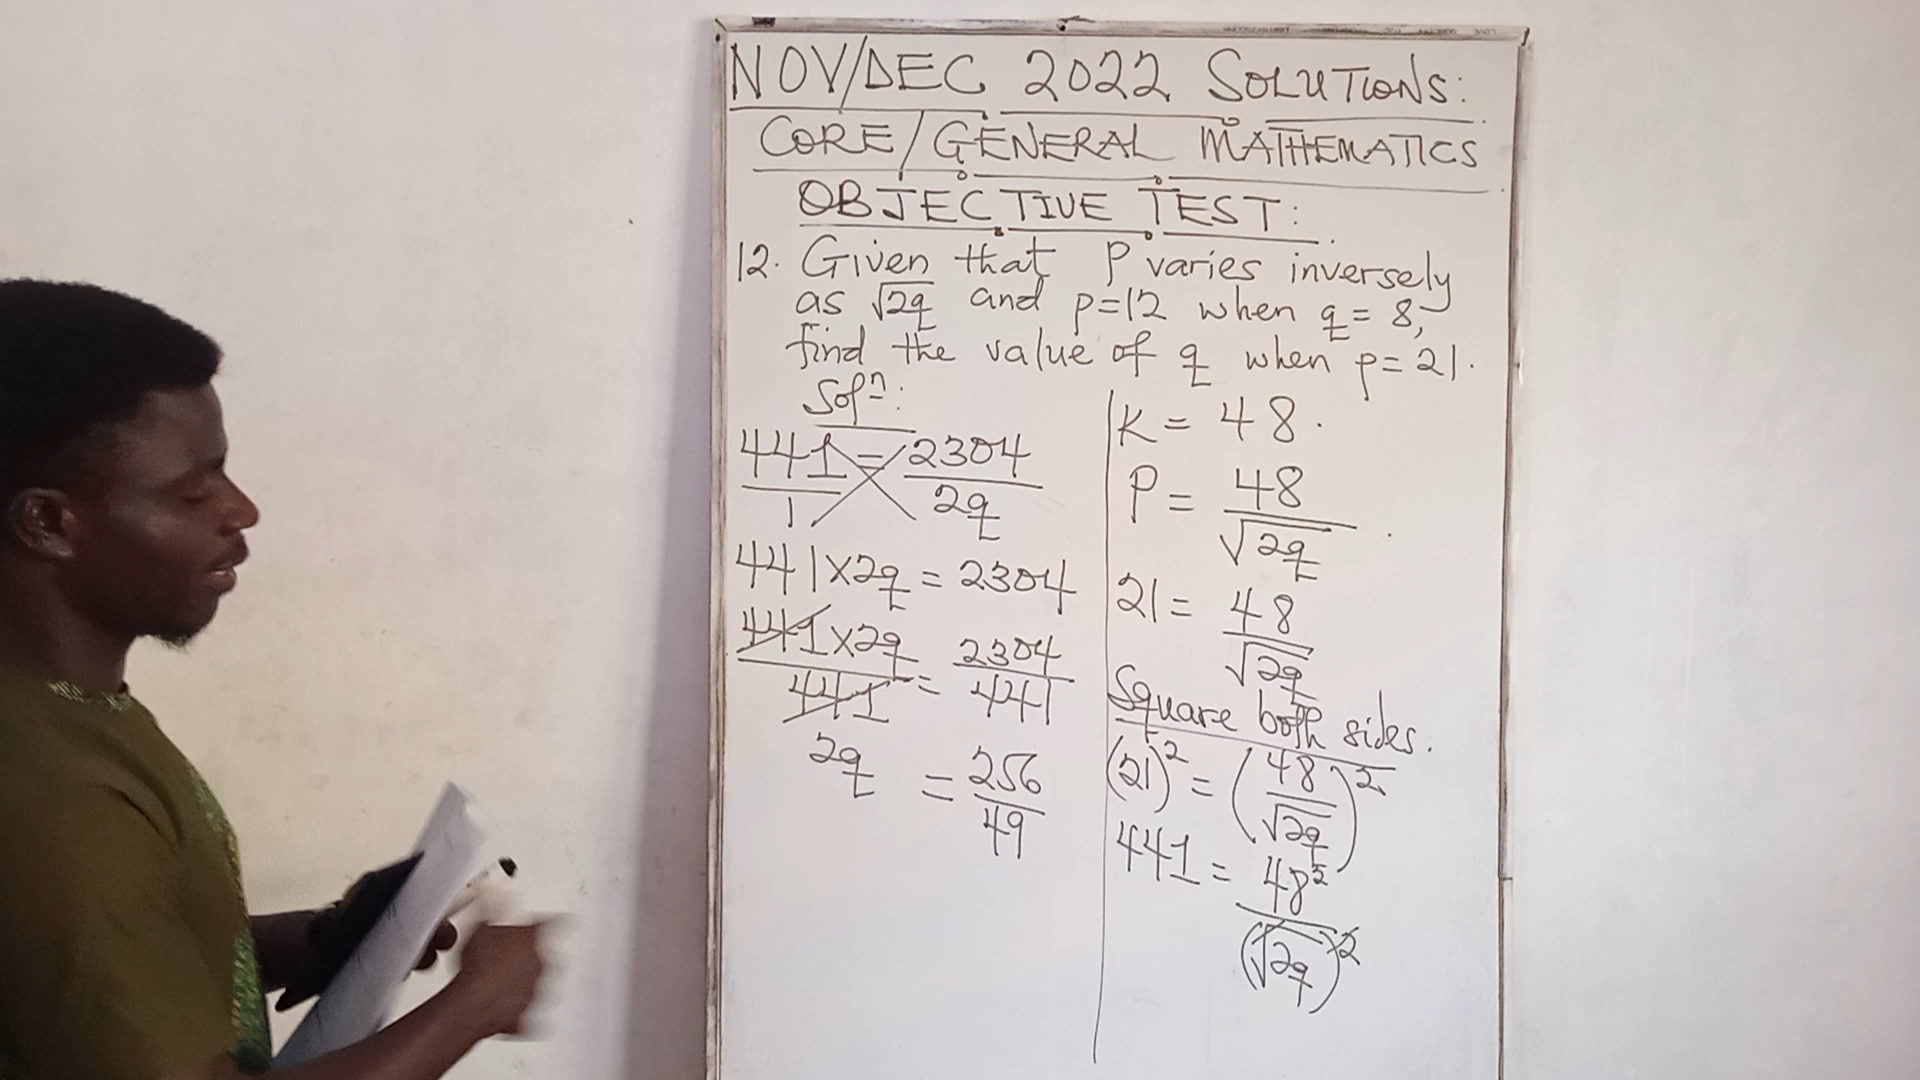 NOV/DEC 2022 SOLUTIONS:
CORE/GENERAL MATHEMATICS
OBJECTIVE TEST:
12. Given that P varies inversely
as √2q and p=12 when q = 8,
find the value of q when p=21.
Solⁿ:
441/1 = 2304/2q
441×2q = 2304
441×2q/441 = 2304/441
2q = 256/49
K = 48.
P = 48/√2q
21 = 48/√2q
Square both sides.
(21)² = (48/√2q)²
441 = 48²/(√2q)²